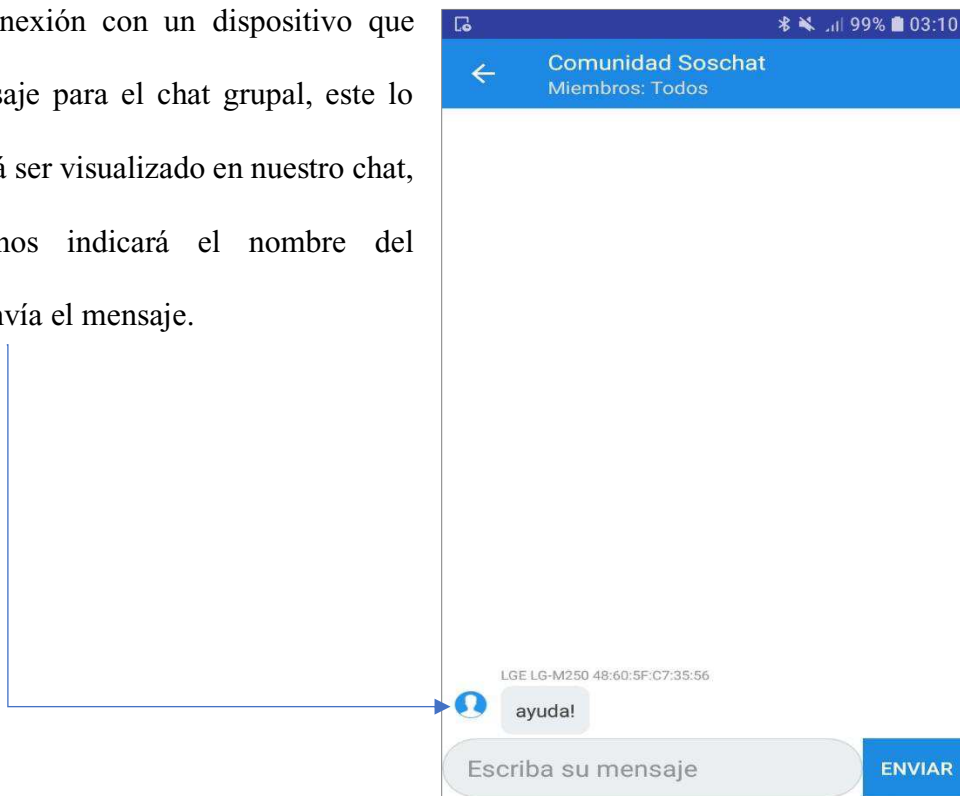 nexión con un dispositivo que
saje para el chat grupal, este lo
á ser visualizado en nuestro chat,
nos indicará el nombre del
nvía el mensaje.
99% 03:10
Comunidad Soschat
Miembros: Todos
LGE LG-M250 48:60:5F:C7:35:56
ayuda!
Escriba su mensaje
ENVIAR